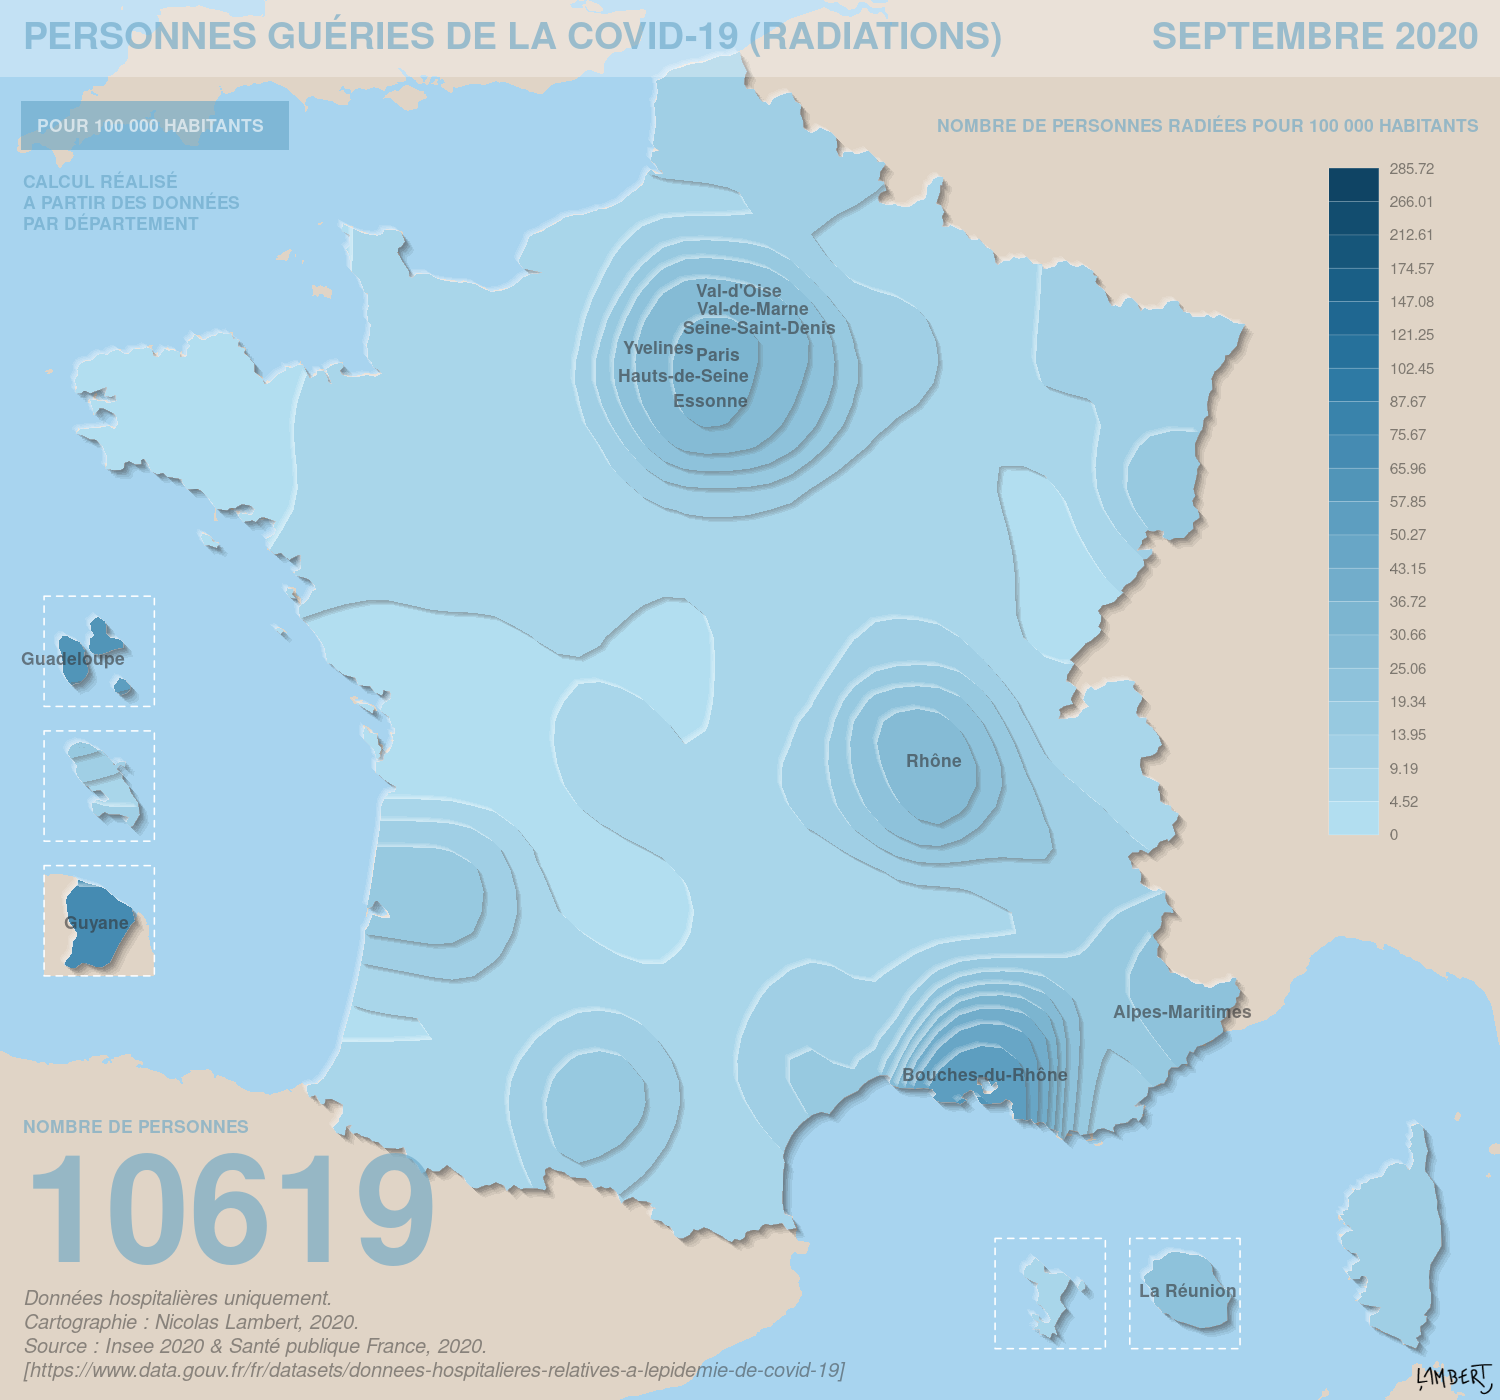 PERSONNES GUÉRIES DE LA COVID-19 (RADIATIONS)
SEPTEMBRE 2020
POUR 100 000 HABITANTS
CALCUL RÉALISÉ
A PARTIR DES DONNÉES
PAR DÉPARTEMENT
NOMBRE DE PERSONNES RADIÉES POUR 100 000 HABITANTS
285.72
266.01
212.61
174.57
147.08
121.25
102.45
87.67
75.67
65.96
57.85
50.27
43.15
36.72
30.66
25.06
19.34
13.95
9.19
4.52
0
Val-d'Oise
Val-de-Marne
Seine-Saint-Denis
Yvelines
Paris
Hauts-de-Seine
Essonne
Guadeloupe
Rhône
Guyane
Alpes-Maritimes
Bouches-du-Rhône
La Réunion
NOMBRE DE PERSONNES
10619
Données hospitalières uniquement.
Cartographie : Nicolas Lambert, 2020.
Source : Insee 2020 & Santé publique France, 2020.
[https://www.data.gouv.fr/fr/datasets/donnees-hospitalieres-relatives-a-lepidemie-de-covid-19]
LAMBERT